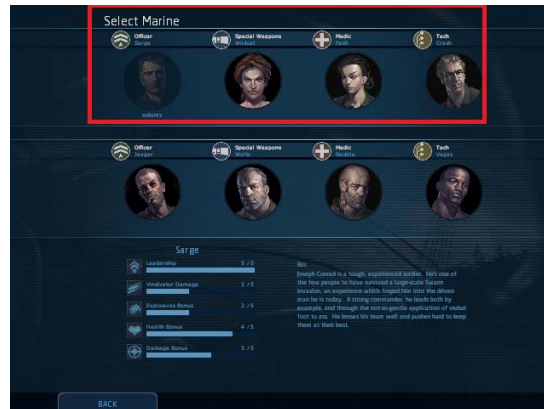 Select Marine
Officer
Sarge
Special Weapons
Wildcat
Medic
Faith
Tech
Crash
Officer
Jaeger
Special Weapons
Wolfe
Medic
Bastille
Tech
Vegas
Sarge
Leadership 5 / 5
Vindicator Damage 2 / 5
Explosives Bonus 2 / 5
Health Bonus 4 / 5
Damage Bonus 3 / 5
Bio:
Joseph Conrad is a tough, experienced soldier. He's one of
the few people to have survived a large-scale Swarm
invasion, an experience which forged him into the driven
man he is today. A strong commander, he leads both by
example, and through the not-so-gentle application of verbal
foot to ass. He knows his team well and pushes hard to keep
them at their best.
BACK